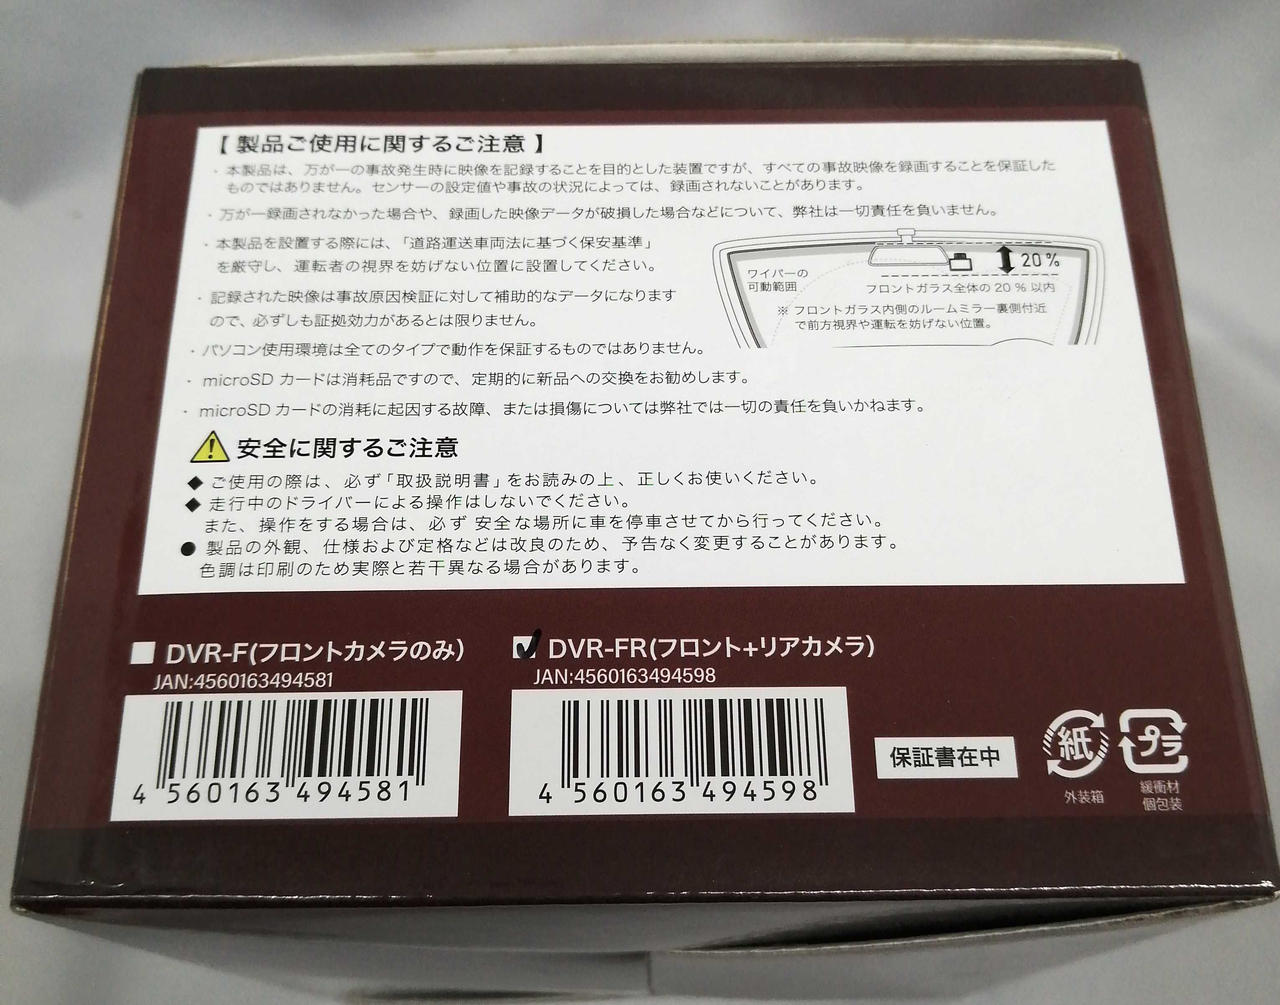 【 製品ご使用に関するご注意 】
・本製品は、万が一の事故発生時に映像を記録することを目的とした装置ですが、すべての事故映像を録画することを保証した
ものではありません。センサーの設定値や事故の状況によっては、録画されないことがあります。
・万が一録画されなかった場合や、録画した映像データが破損した場合などについて、弊社は一切責任を負いません。
・本製品を設置する際には、「道路運送車両法に基づく保安基準」
を厳守し、運転者の視界を妨げない位置に設置してください。
・記録された映像は事故原因検証に対して補助的なデータになります
ので、必ずしも証拠効力があるとは限りません。
・パソコン使用環境は全てのタイプで動作を保証するものではありません。
・microSD カードは消耗品ですので、定期的に新品への交換をお勧めします。
・microSD カードの消耗に起因する故障、または損傷については弊社では一切の責任を負いかねます。
ワイパーの
可動範囲
20 %
フロントガラス全体の 20 % 以内
※ フロントガラス内側のルームミラー裏側付近
で前方視界や運転を妨げない位置。
安全に関するご注意
◆ ご使用の際は、必ず「取扱説明書」をお読みの上、正しくお使いください。
◆ 走行中のドライバーによる操作はしないでください。
また、操作をする場合は、必ず 安全な場所に車を停車させてから行ってください。
● 製品の外観、仕様および定格などは改良のため、予告なく変更することがあります。
色調は印刷のため実際と若干異なる場合があります。
DVR-F(フロントカメラのみ)
JAN:4560163494581
4 560163 494581
DVR-FR(フロント+リアカメラ)
JAN:4560163494598
4 560163 494598
保証書在中
紙
外装箱
プラ
緩衝材
個包装